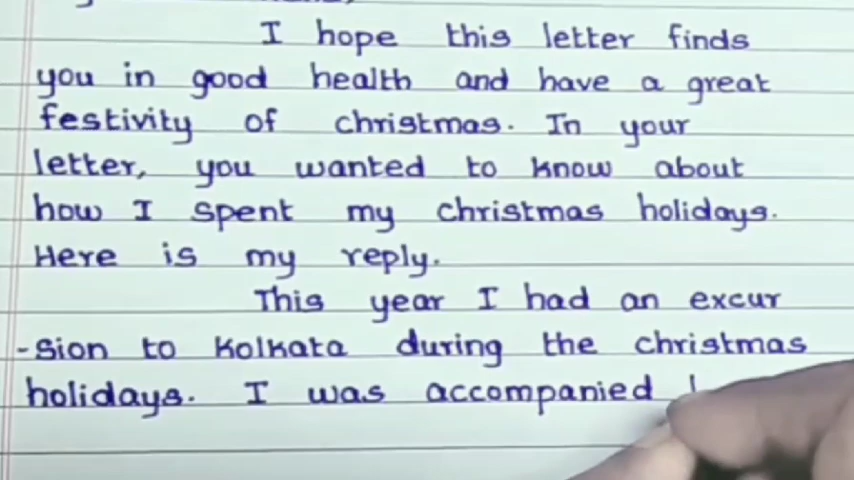 I hope this letter finds
you in good health and have a great
festivity of christmas. In your
letter, you wanted to know about
how I spent my christmas holidays.
Here is my reply.
This year I had an excur
-sion to Kolkata during the christmas
holidays. I was accompanied